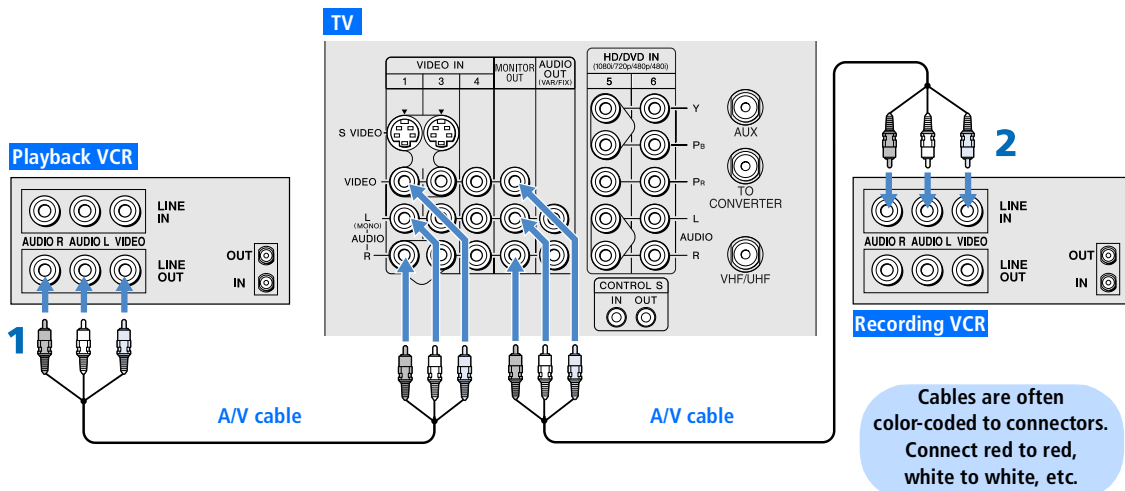 TV
VIDEO IN
1 3 4
MONITOR
OUT
AUDIO
OUT
(VAR/FIX)
HD/DVD IN
(1080i/720p/480p/480i)
5 6
S VIDEO
VIDEO
L
(MONO)
AUDIO
R
Y
PB
PR
L
AUDIO
R
AUX
TO
CONVERTER
VHF/UHF
CONTROL S
IN OUT
Playback VCR
LINE
IN
AUDIO R AUDIO L VIDEO
LINE
OUT
OUT
IN
1
A/V cable
A/V cable
2
LINE
IN
AUDIO R AUDIO L VIDEO
LINE
OUT
OUT
IN
Recording VCR
Cables are often
color-coded to connectors.
Connect red to red,
white to white, etc.